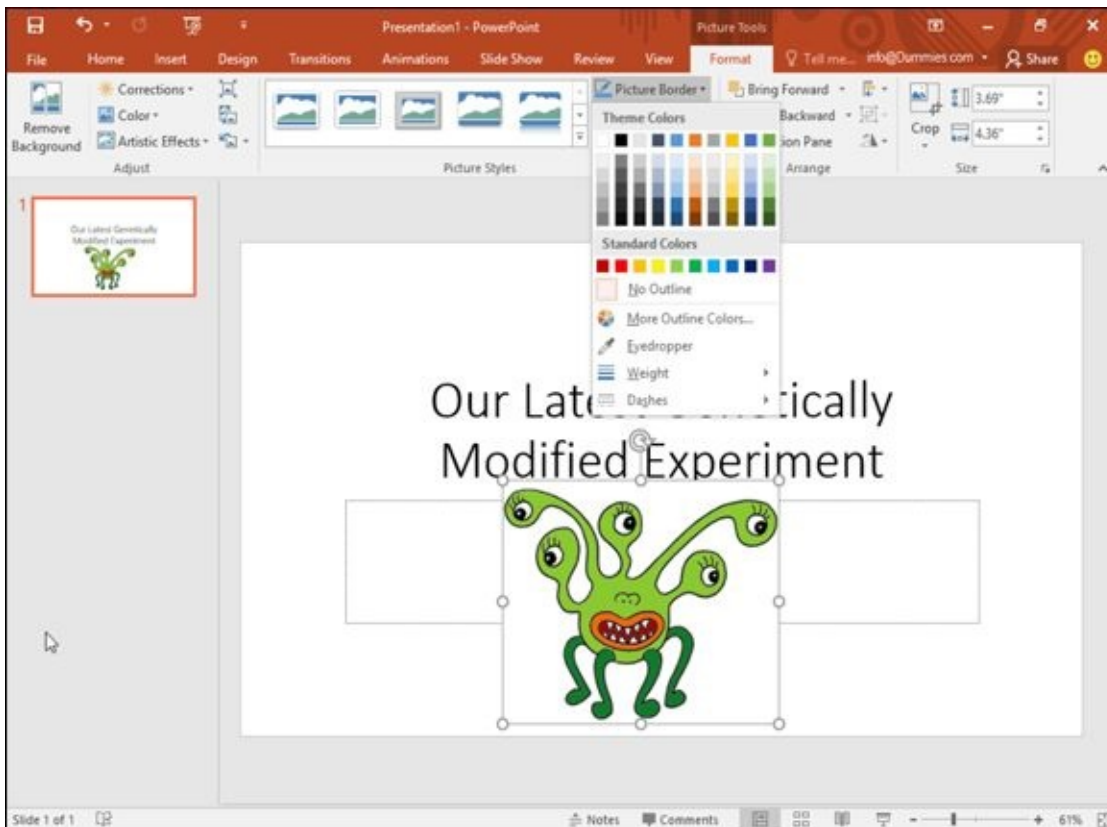 Presentation1 - PowerPoint
Picture Tools
File Home Insert Design Transitions Animations Slide Show Review View Format Tell me... info@Dummies.com Share
Remove Background
Corrections
Color
Artistic Effects
Adjust
Picture Styles
Picture Border
Theme Colors
Standard Colors
No Outline
More Outline Colors...
Eyedropper
Weight
Dashes
Bring Forward
Backward
ion Pane
Arrange
Crop
3.69"
4.36"
Size
1
Our Latest Genetically
Modified Experiment
Our Late tically
Modified Experiment
Slide 1 of 1
Notes Comments 61%